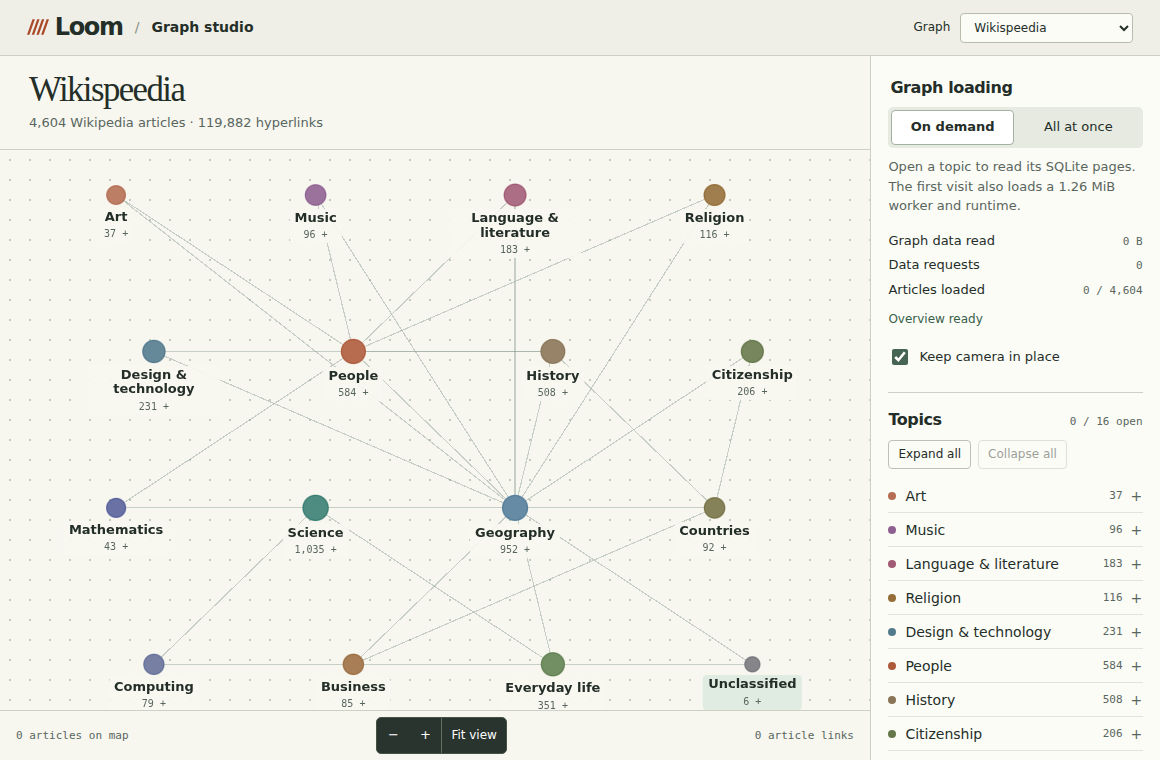 Loom / Graph studio
Graph Wikispeedia
Wikispeedia
4,604 Wikipedia articles · 119,882 hyperlinks
Art
37 +
Music
96 +
Language &
literature
183 +
Religion
116 +
Design &
technology
231 +
People
584 +
History
508 +
Citizenship
206 +
Mathematics
43 +
Science
1,035 +
Geography
952 +
Countries
92 +
Computing
79 +
Business
85 +
Everyday life
351 +
Unclassified
6 +
0 articles on map
− + Fit view
0 article links
Graph loading
On demand All at once
Open a topic to read its SQLite pages.
The first visit also loads a 1.26 MiB
worker and runtime.
Graph data read 0 B
Data requests 0
Articles loaded 0 / 4,604
Overview ready
Keep camera in place
Topics 0 / 16 open
Expand all Collapse all
Art 37 +
Music 96 +
Language & literature 183 +
Religion 116 +
Design & technology 231 +
People 584 +
History 508 +
Citizenship 206 +